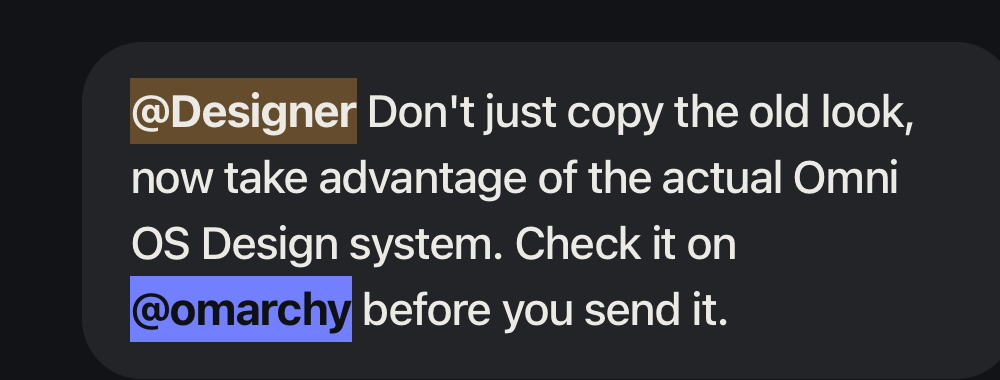 @Designer Don't just copy the old look,
now take advantage of the actual Omni
OS Design system. Check it on
@omarchy before you send it.